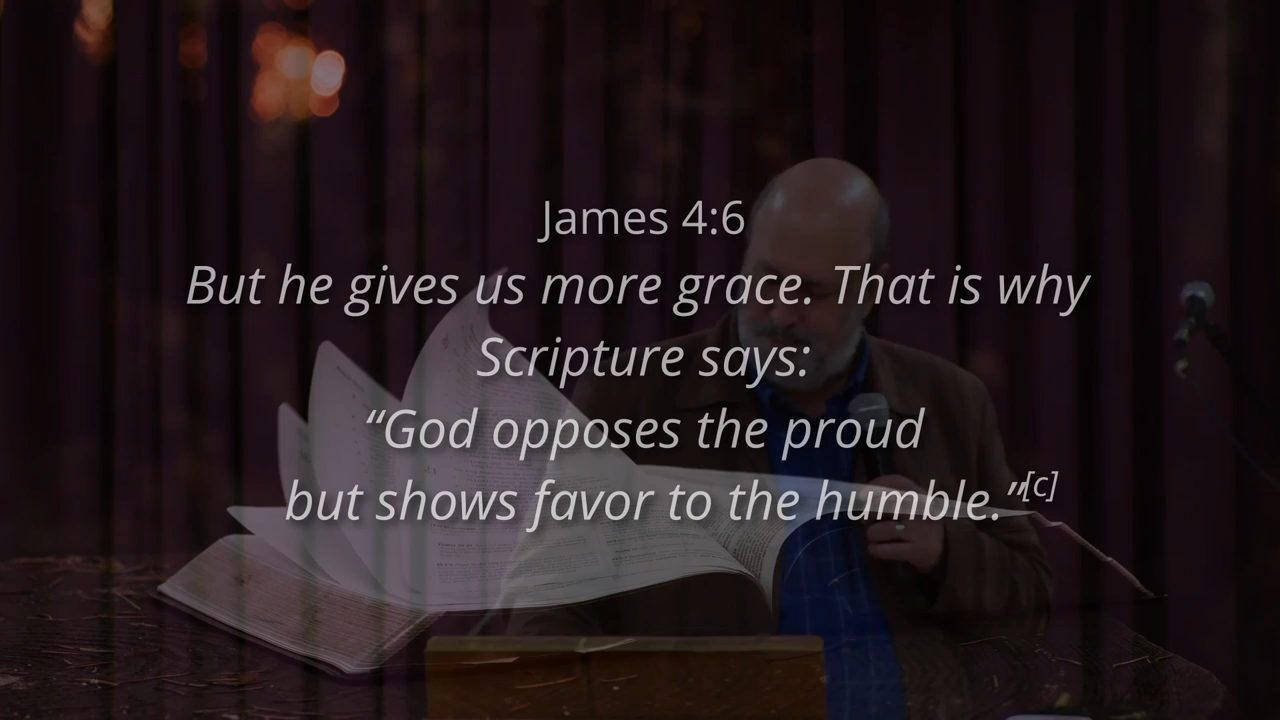 James 4:6
But he gives us more grace. That is why
Scripture says:
“God opposes the proud
but shows favor to the humble.”[c]